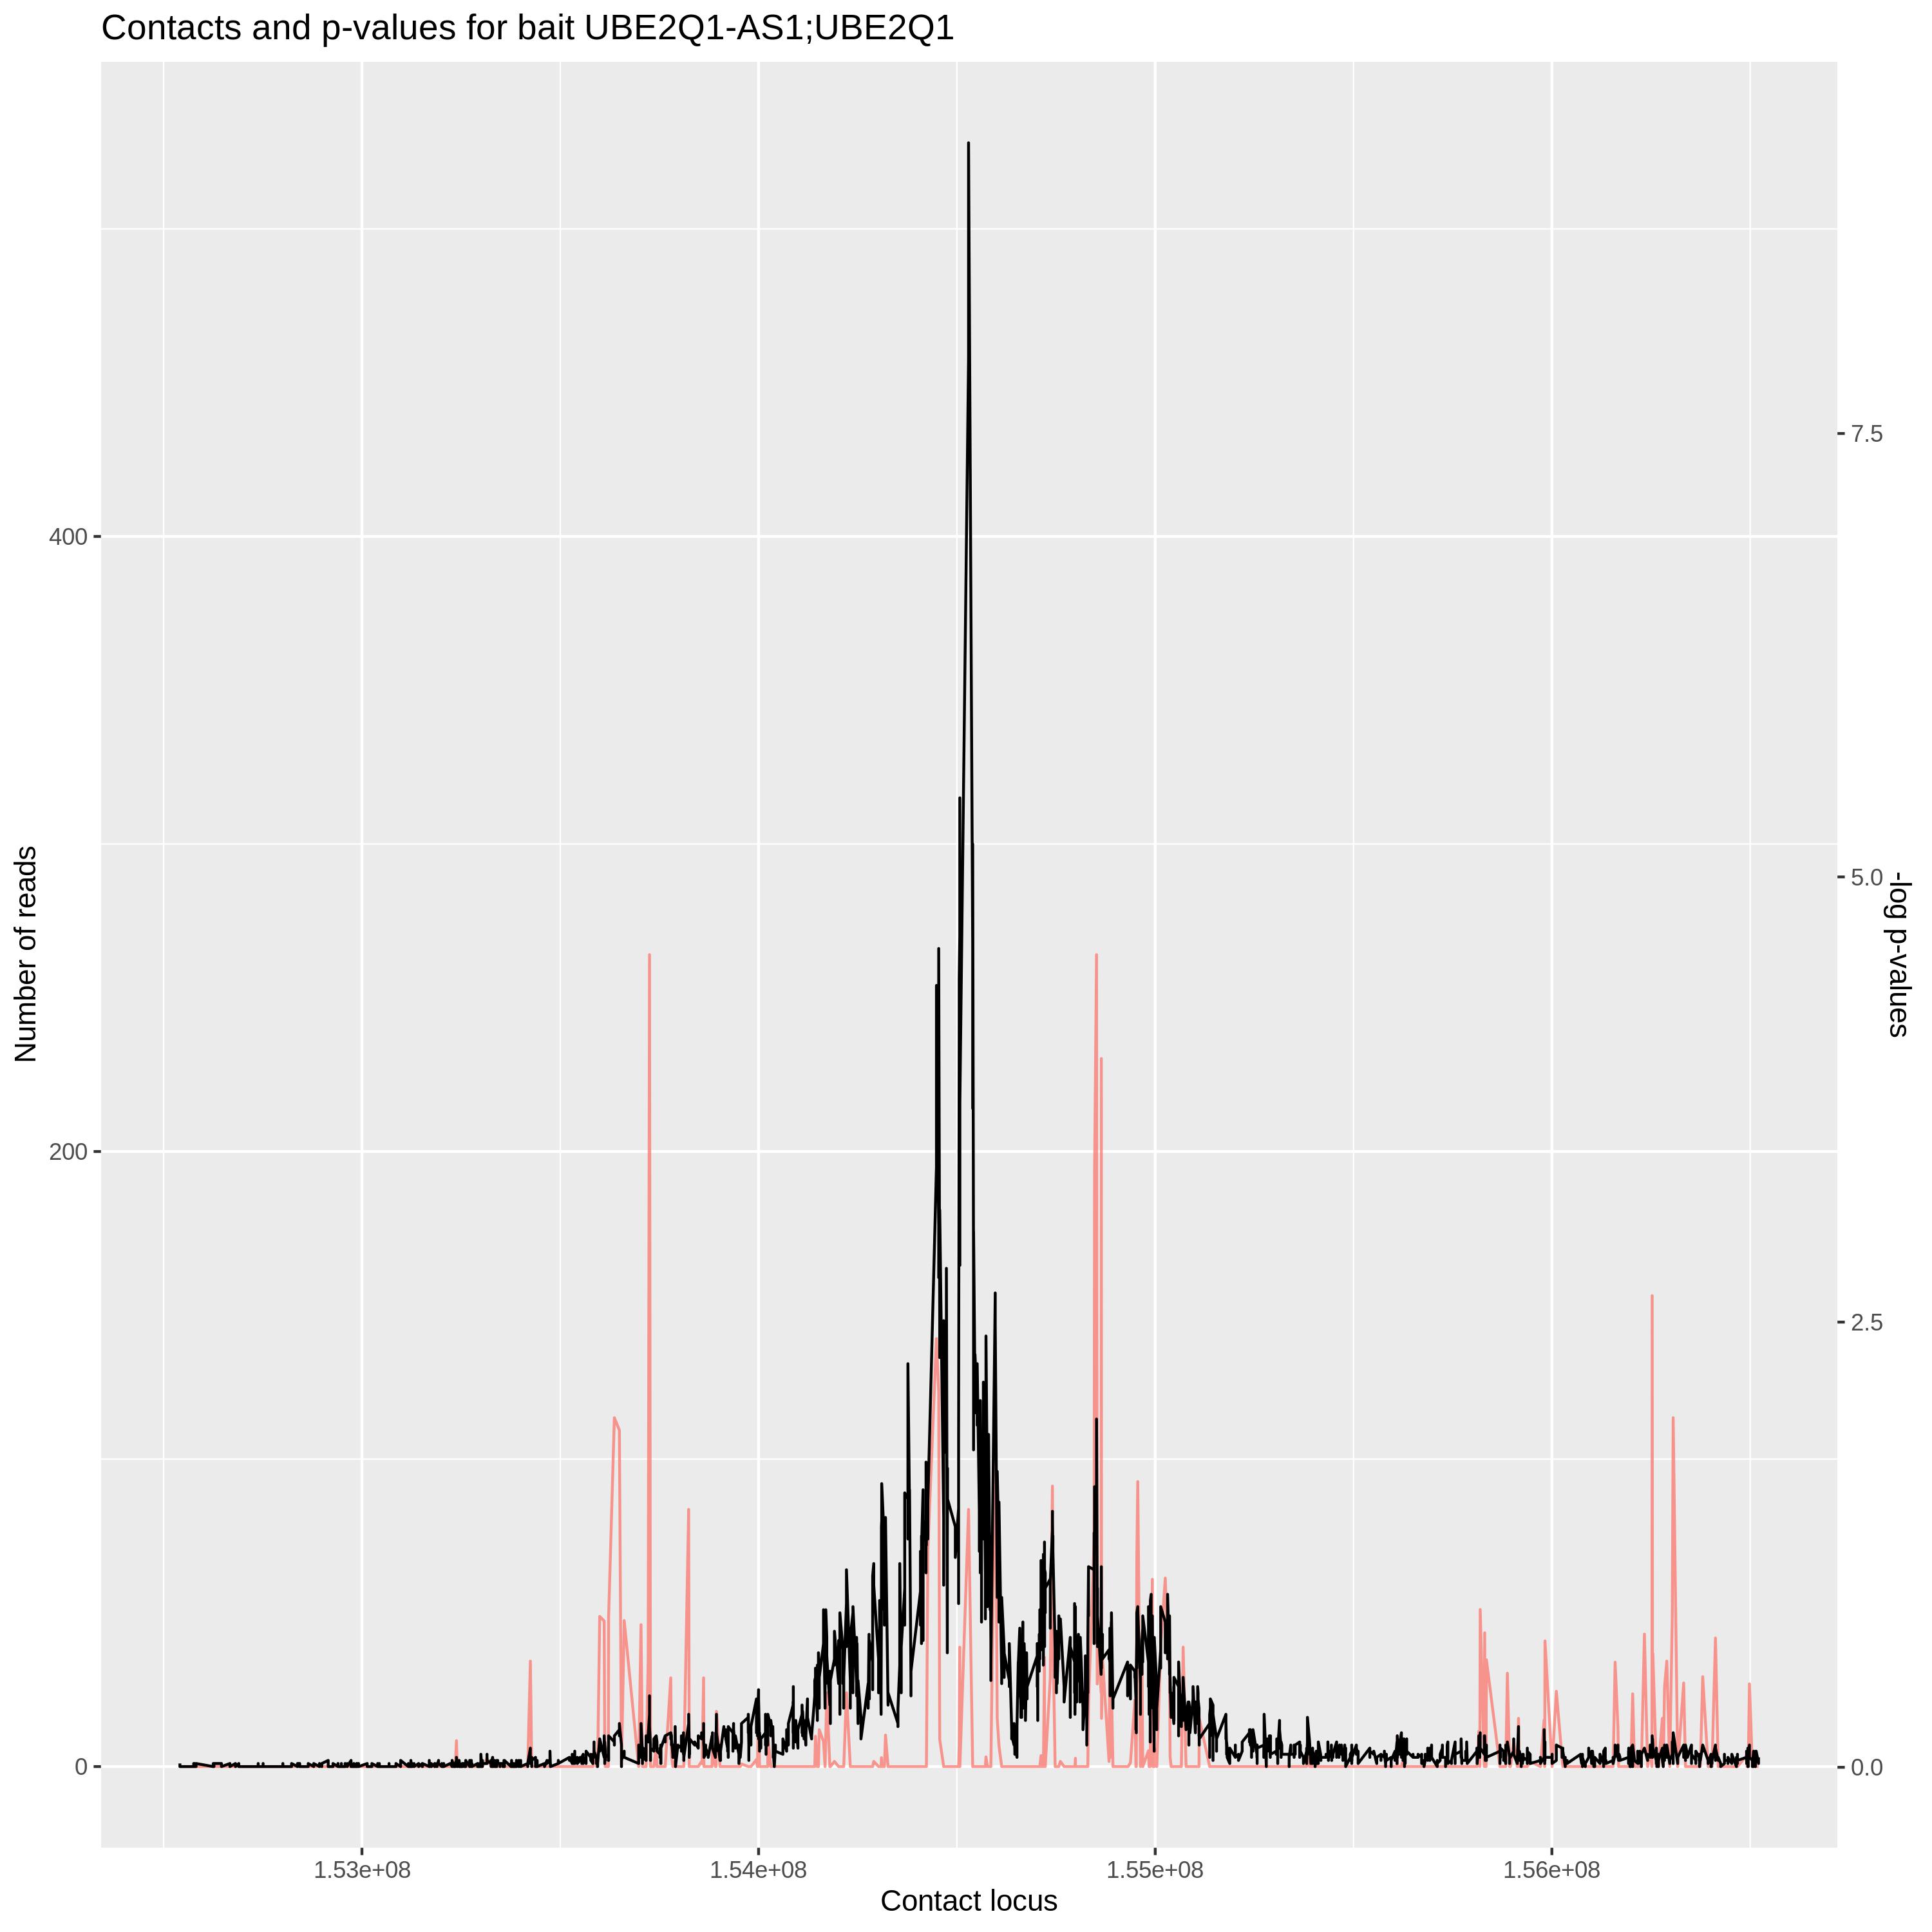 Contacts and p-values for bait UBE2Q1-AS1;UBE2Q1
Number of reads
400
200
0
7.5
5.0
2.5
0.0
-log p-values
1.53e+08
1.54e+08
1.55e+08
1.56e+08
Contact locus